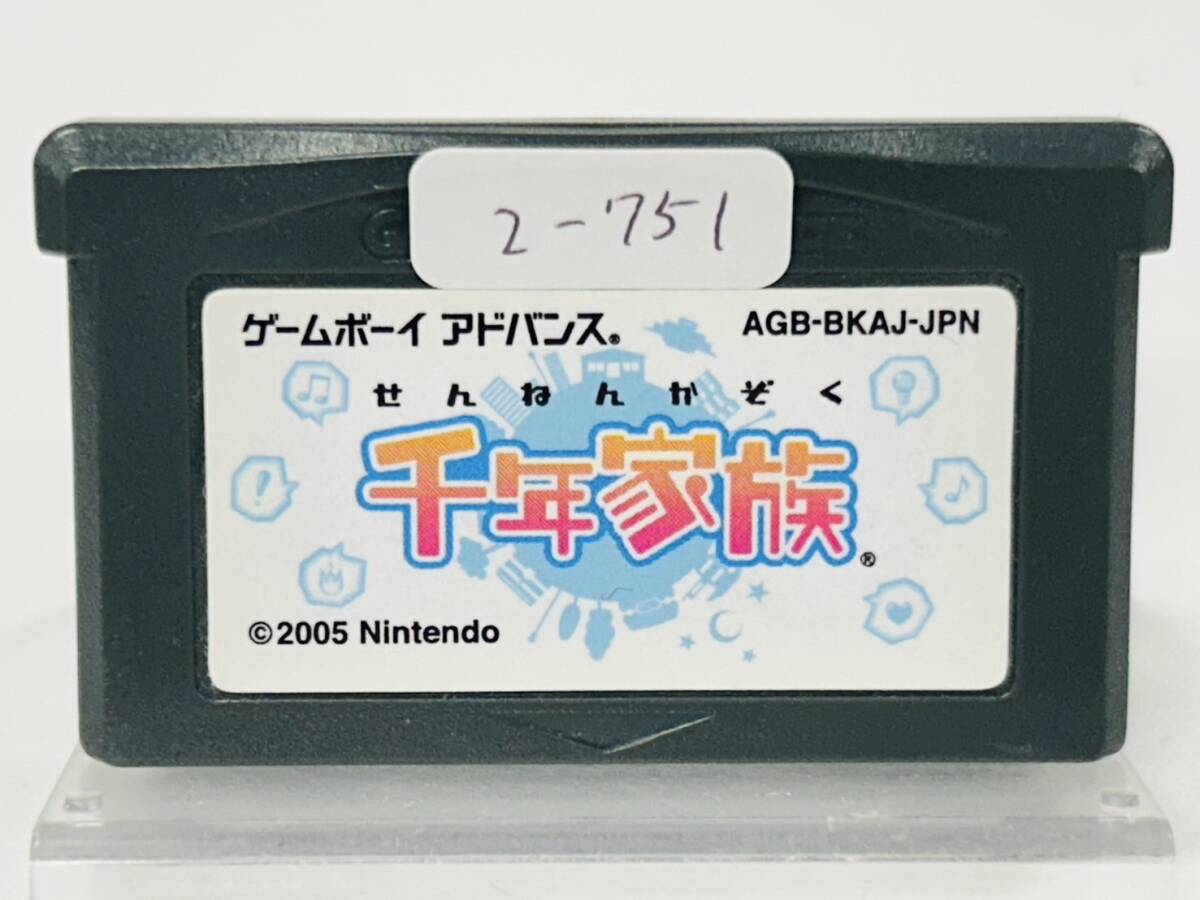 2-751
ゲームボーイ アドバンス®
AGB-BKAJ-JPN
せんねんかぞく
千年家族®
©2005 Nintendo